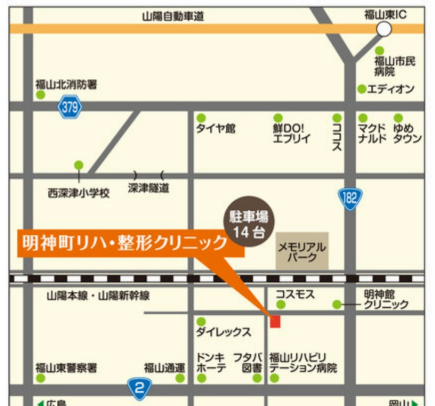 山陽自動車道
福山東IC
福山市民
病院
エディオン
福山北消防署
379
タイヤ館
鮮DO!
エブリイ
ココス
マクド
ナルド
ゆめ
タウン
西深津小学校
深津隧道
182
駐車場
14台
明神町リハ・整形クリニック
メモリアル
パーク
山陽本線・山陽新幹線
コスモス
明神館
クリニック
ダイレックス
福山東警察署
福山通運
ドンキ
ホーテ
フタバ
図書
福山リハビリ
テーション病院
2
広島
岡山